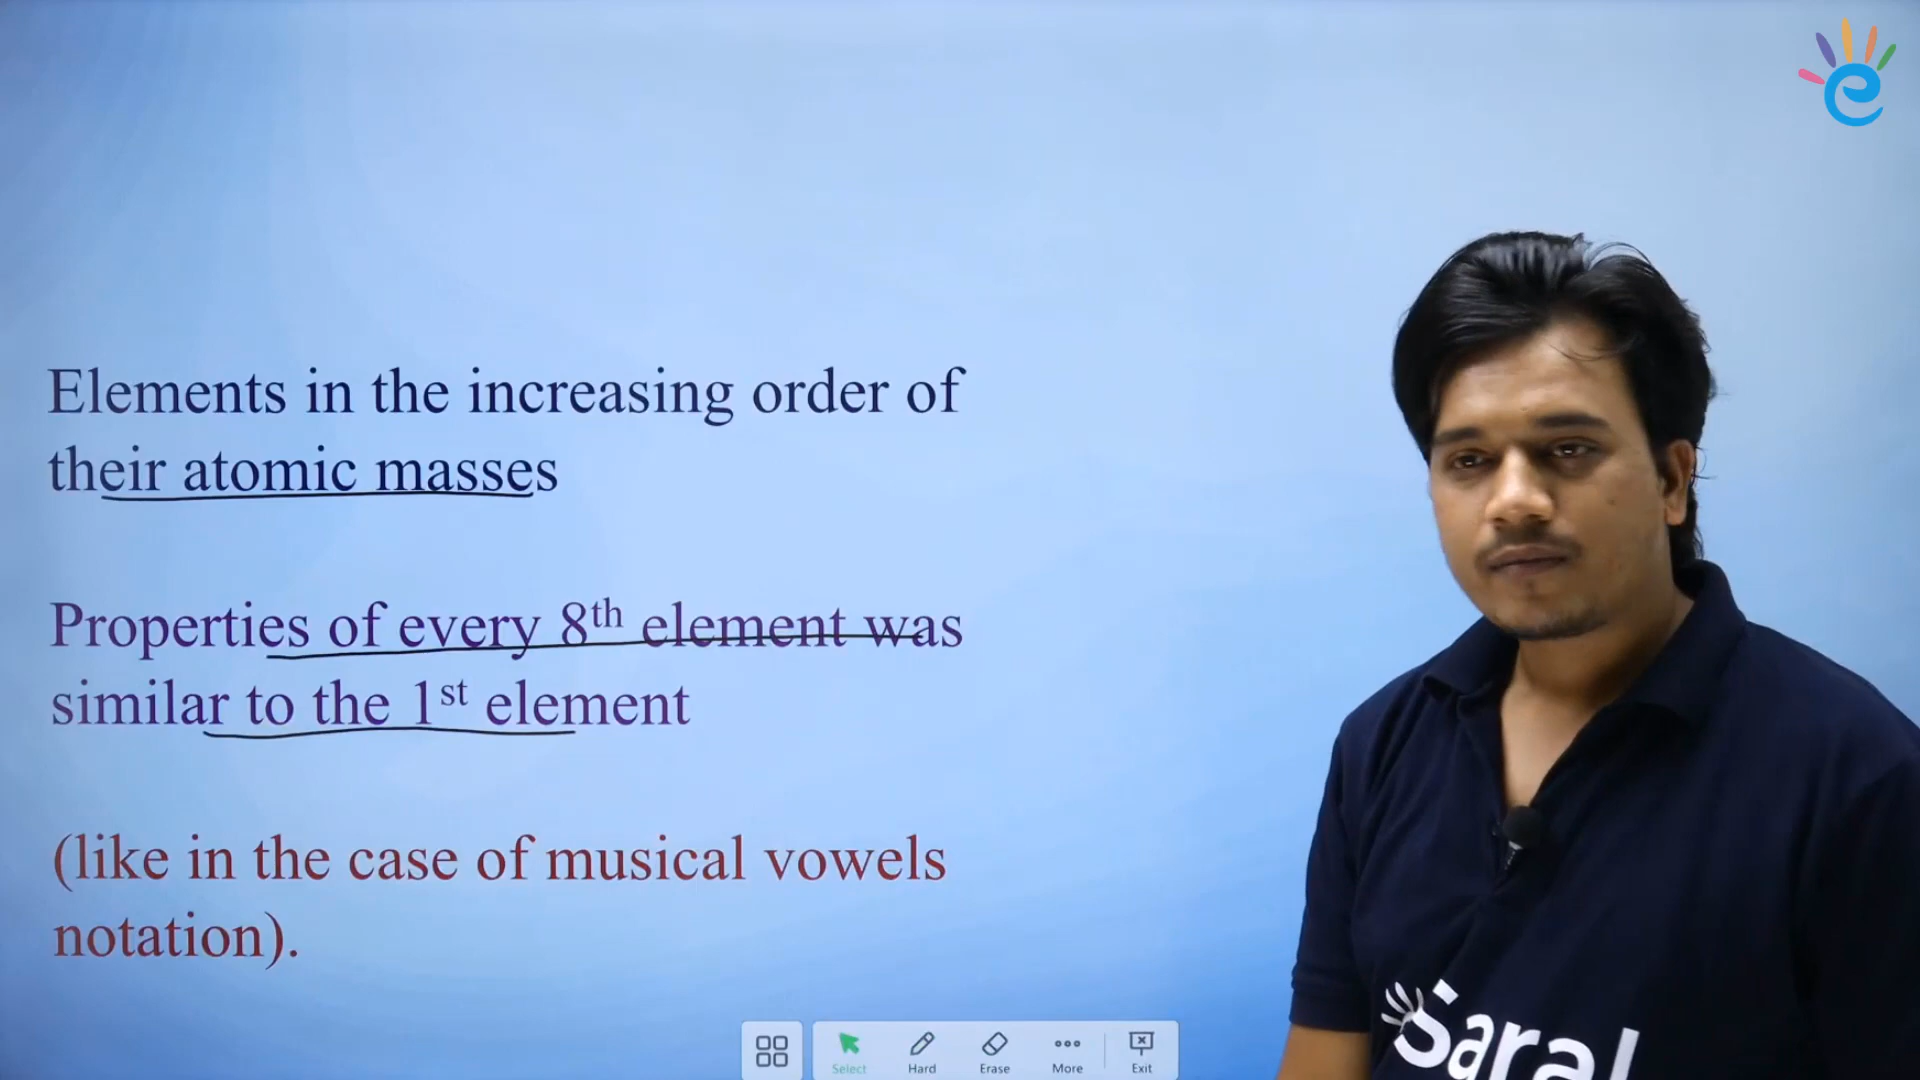 Elements in the increasing order of
their atomic masses
Properties of every 8th element was
similar to the 1st element
(like in the case of musical vowels
notation).
Select
Hard
Erase
More
Exit
Saral